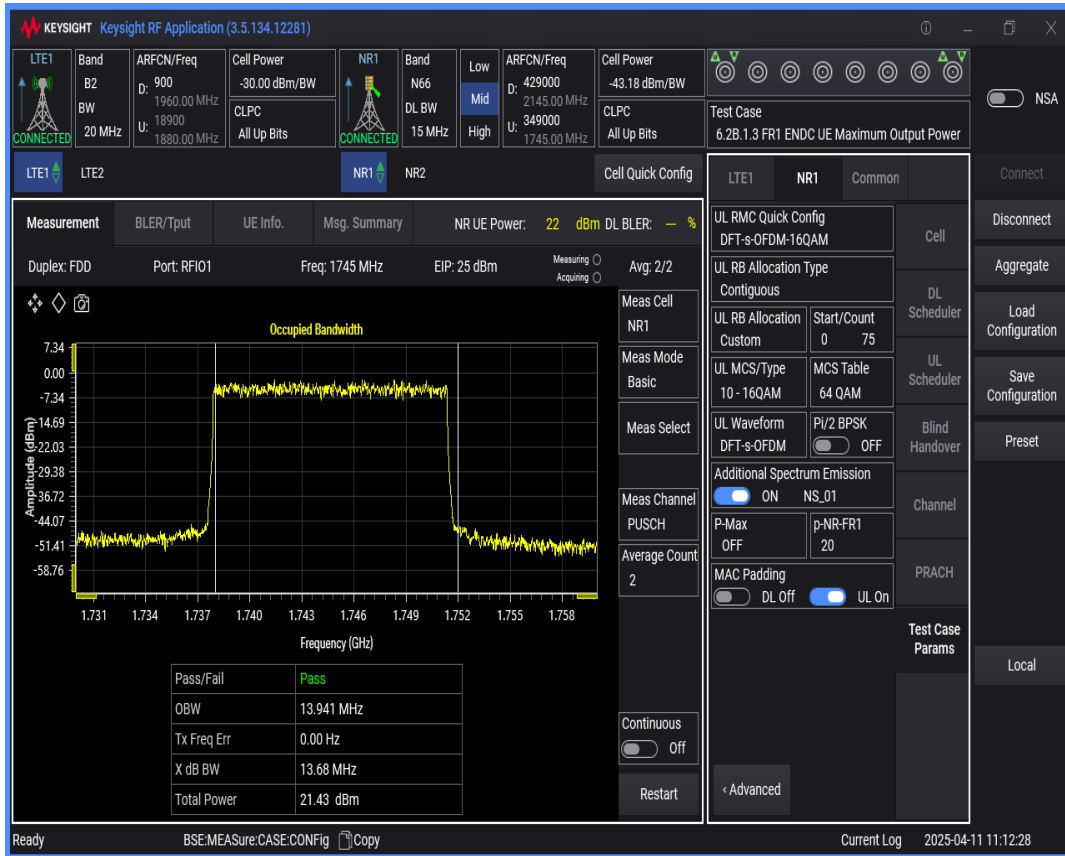 KEYSIGHT Keysight RF Application (3.5.134.12281)
LTE1
CONNECTED
Band
B2
BW
20 MHz
ARFCN/Freq
D: 900
1960.00 MHz
U: 18900
1880.00 MHz
Cell Power
-30.00 dBm/BW
CLPC
All Up Bits
NR1
CONNECTED
Band
N66
DL BW
15 MHz
Low
Mid
High
ARFCN/Freq
D: 429000
2145.00 MHz
U: 349000
1745.00 MHz
Cell Power
-43.18 dBm/BW
CLPC
All Up Bits
Test Case
6.2B.1.3 FR1 ENDC UE Maximum Output Power
NSA
LTE1 LTE2 NR1 NR2 Cell Quick Config
Measurement BLER/Tput UE Info. Msg. Summary NR UE Power: 22 dBm DL BLER: -- %
Duplex: FDD Port: RFIO1 Freq: 1745 MHz EIP: 25 dBm Measuring Acquiring Avg: 2/2
Occupied Bandwidth
7.34
0.00
-7.34
-14.69
-22.03
-29.38
-36.72
-44.07
-51.41
-58.76
Amplitude (dBm)
1.731 1.734 1.737 1.740 1.743 1.746 1.749 1.752 1.755 1.758
Frequency (GHz)
Pass/Fail Pass
OBW 13.941 MHz
Tx Freq Err 0.00 Hz
X dB BW 13.68 MHz
Total Power 21.43 dBm
Meas Cell
NR1
Meas Mode
Basic
Meas Select
Meas Channel
PUSCH
Average Count
2
Continuous
Off
Restart
LTE1 NR1 Common
UL RMC Quick Config
DFT-s-OFDM-16QAM
UL RB Allocation Type
Contiguous
UL RB Allocation
Custom
Start/Count
0 75
UL MCS/Type
10 - 16QAM
MCS Table
64 QAM
UL Waveform
DFT-s-OFDM
Pi/2 BPSK
OFF
Additional Spectrum Emission
ON NS_01
P-Max
OFF
p-NR-FR1
20
MAC Padding
DL Off UL On
‹ Advanced
Cell
DL
Scheduler
UL
Scheduler
Blind
Handover
Channel
PRACH
Test Case
Params
Connect
Disconnect
Aggregate
Load
Configuration
Save
Configuration
Preset
Local
Ready BSE:MEASure:CASE:CONFig Copy Current Log 2025-04-11 11:12:28